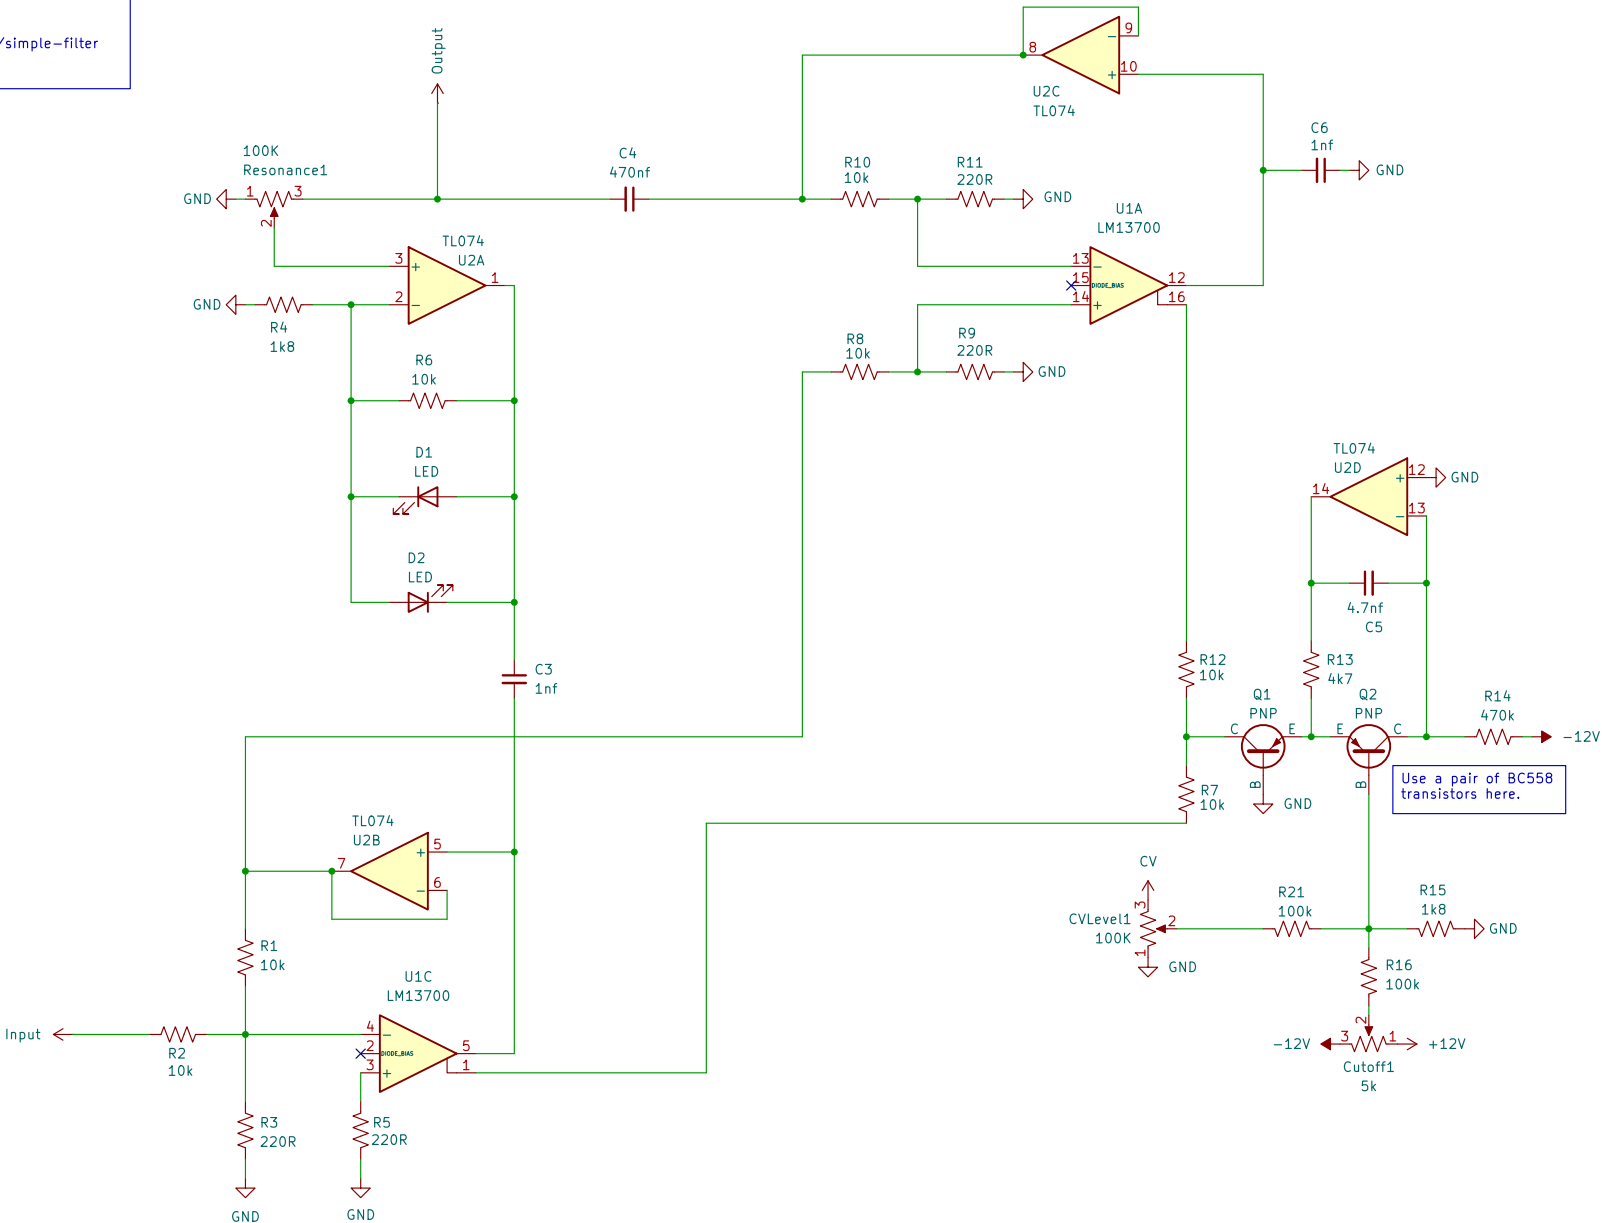 /simple-filter
Output
8
9
10
U2C
TL074
C6
1nf
GND
100K
Resonance1
GND
1
3
2
C4
470nf
R10
10k
R11
220R
GND
U1A
LM13700
TL074
U2A
3
2
1
13
15
14
DIODE_BIAS
12
16
GND
R4
1k8
R8
10k
R9
220R
GND
R6
10k
D1
LED
D2
LED
TL074
U2D
12
GND
14
13
4.7nf
C5
C3
1nf
R12
10k
R13
4k7
Q1
PNP
Q2
PNP
R14
470k
C
E
E
C
-12V
B
GND
B
Use a pair of BC558
transistors here.
R7
10k
TL074
U2B
7
5
6
CV
3
CVLevel1
100K
2
1
GND
R21
100k
R15
1k8
GND
R1
10k
R16
100k
U1C
LM13700
Input
R2
10k
4
2
3
DIODE_BIAS
5
1
2
-12V
3
1
+12V
Cutoff1
5k
R3
220R
R5
220R
GND
GND